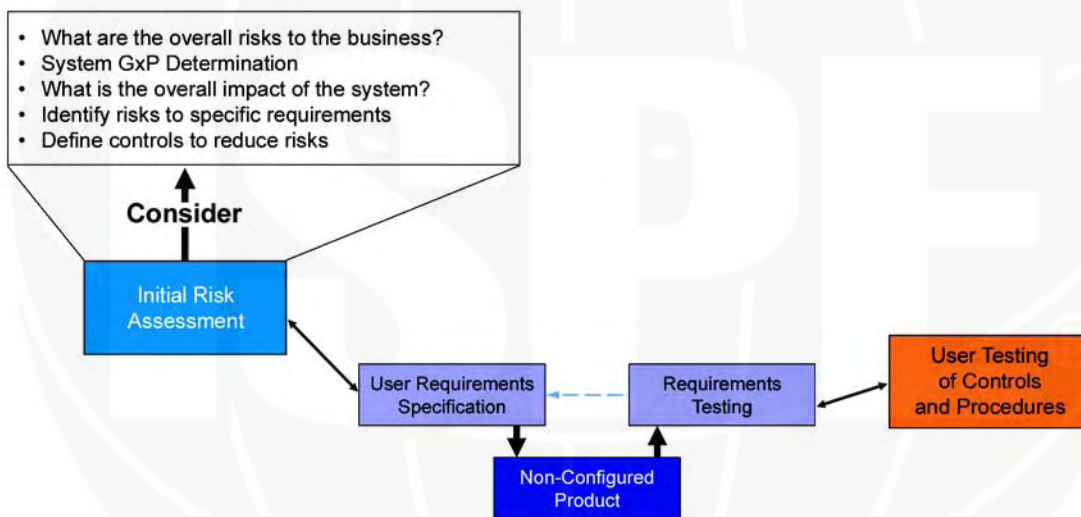 • What are the overall risks to the business?
• System GxP Determination
• What is the overall impact of the system?
• Identify risks to specific requirements
• Define controls to reduce risks
Consider
Initial Risk
Assessment
User Requirements
Specification
Requirements
Testing
User Testing
of Controls
and Procedures
Non-Configured
Product
ISPE